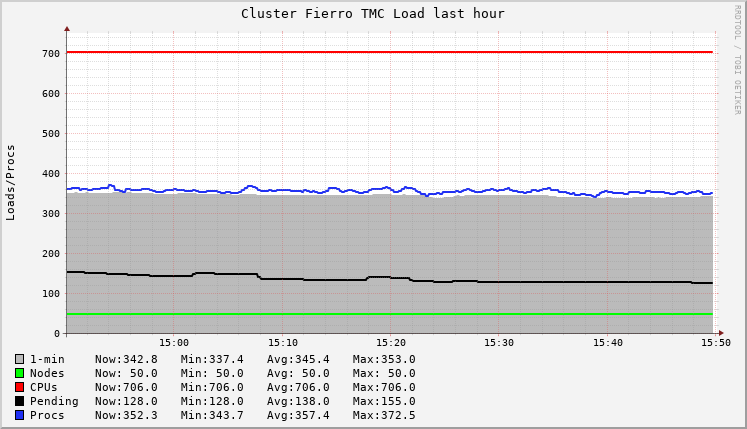 Cluster Fierro TMC Load last hour
RRDTOOL / TOBI OETIKER
Loads/Procs
700
600
500
400
300
200
100
0
15:00 15:10 15:20 15:30 15:40 15:50
1-min Now:342.8 Min:337.4 Avg:345.4 Max:353.0
Nodes Now: 50.0 Min: 50.0 Avg: 50.0 Max: 50.0
CPUs Now:706.0 Min:706.0 Avg:706.0 Max:706.0
Pending Now:128.0 Min:128.0 Avg:138.0 Max:155.0
Procs Now:352.3 Min:343.7 Avg:357.4 Max:372.5